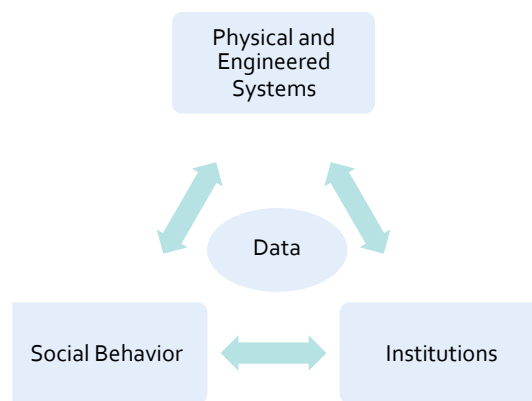 Physical and
Engineered
Systems
Data
Social Behavior
Institutions